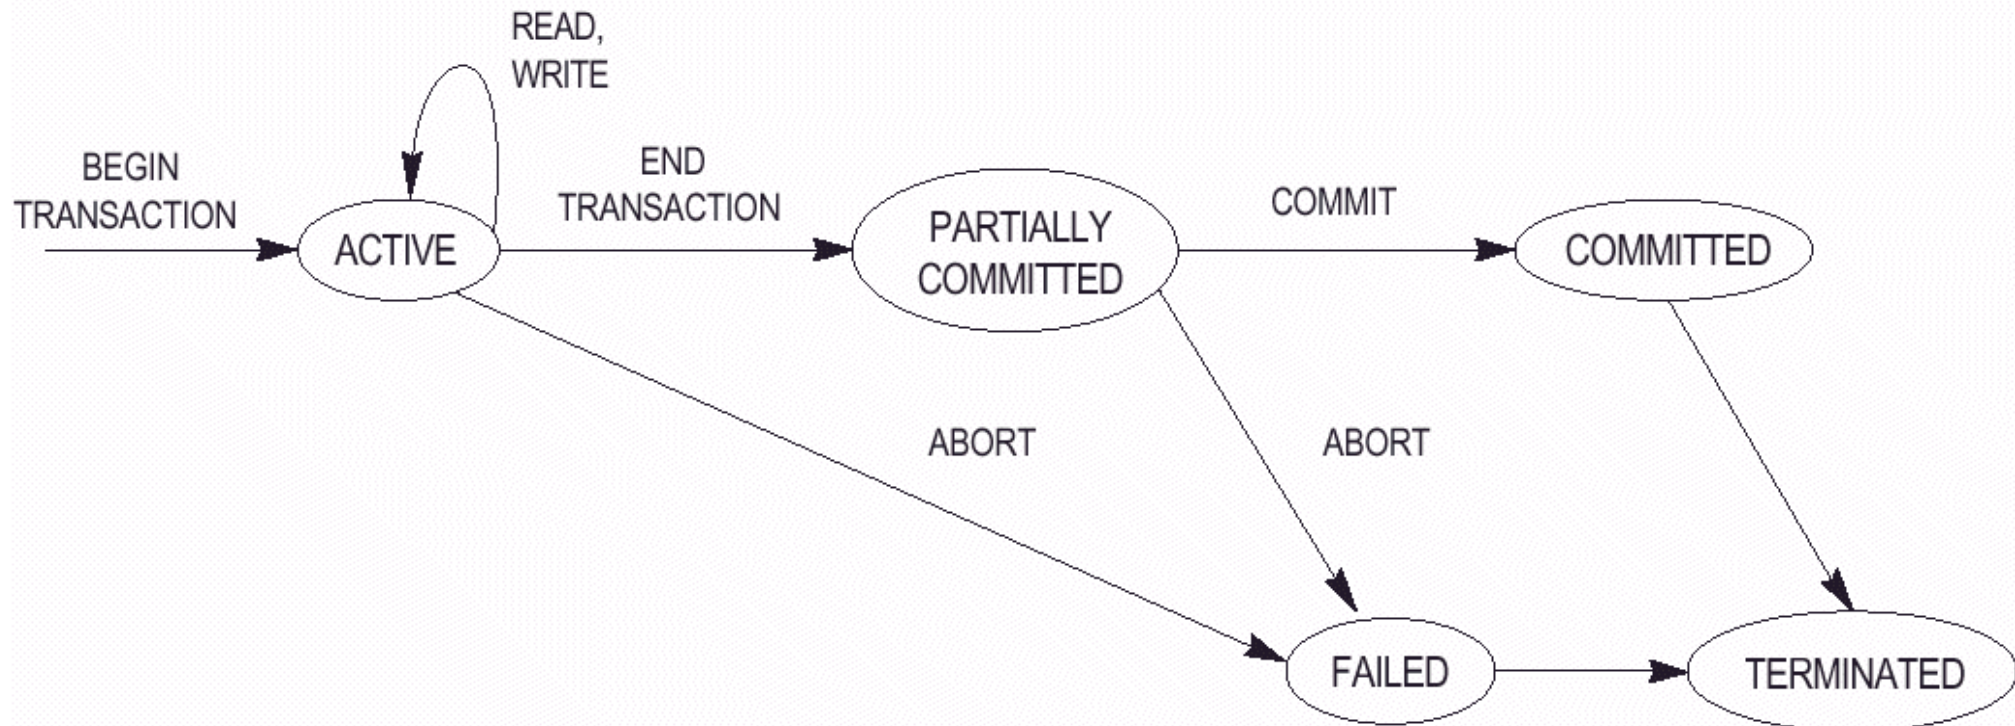 READ,
WRITE
BEGIN
TRANSACTION
END
TRANSACTION
ACTIVE
PARTIALLY
COMMITTED
COMMIT
COMMITTED
ABORT
ABORT
FAILED
TERMINATED